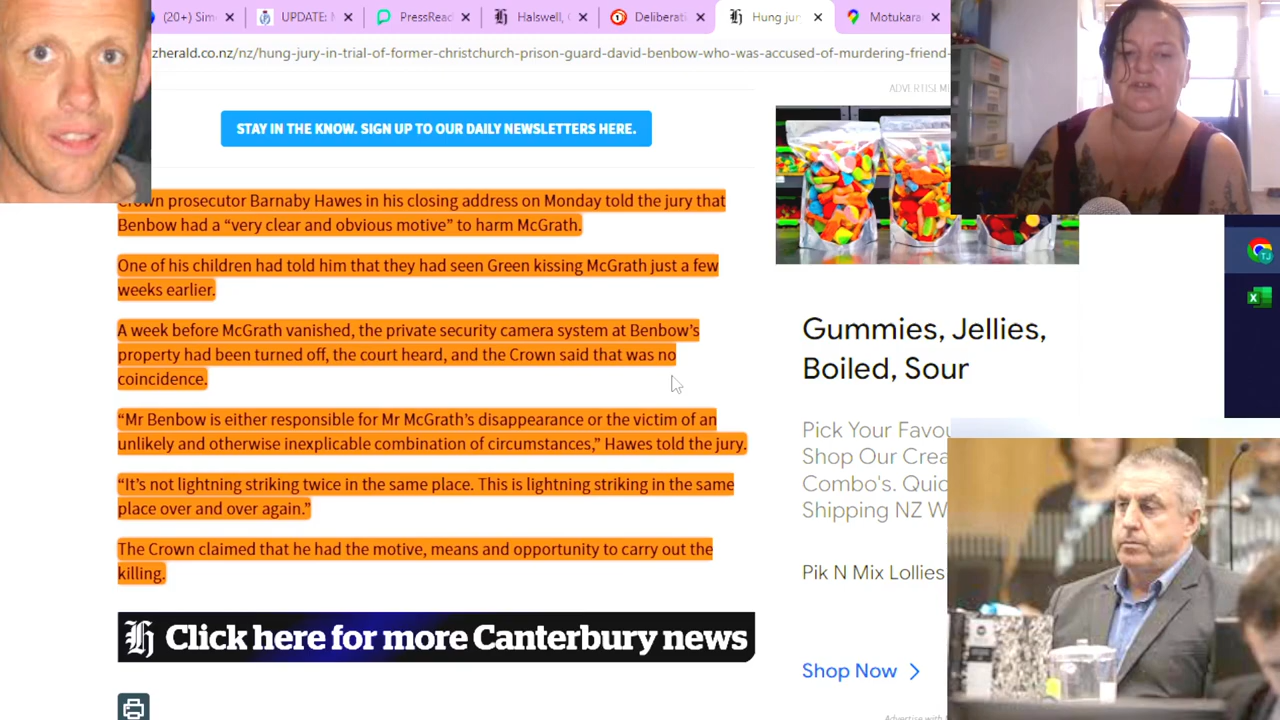 (20+) Sim
UPDATE: M
PressRead
Halswell, C
Deliberati
Hung jur
Motukara
zherald.co.nz/nz/hung-jury-in-trial-of-former-christchurch-prison-guard-david-benbow-who-was-accused-of-murdering-friend-
ADVERTISEM
STAY IN THE KNOW. SIGN UP TO OUR DAILY NEWSLETTERS HERE.
Crown prosecutor Barnaby Hawes in his closing address on Monday told the jury that
Benbow had a “very clear and obvious motive” to harm McGrath.
One of his children had told him that they had seen Green kissing McGrath just a few
weeks earlier.
A week before McGrath vanished, the private security camera system at Benbow’s
property had been turned off, the court heard, and the Crown said that was no
coincidence.
“Mr Benbow is either responsible for Mr McGrath’s disappearance or the victim of an
unlikely and otherwise inexplicable combination of circumstances,” Hawes told the jury.
“It’s not lightning striking twice in the same place. This is lightning striking in the same
place over and over again.”
The Crown claimed that he had the motive, means and opportunity to carry out the
killing.
Click here for more Canterbury news
Gummies, Jellies,
Boiled, Sour
Pick Your Favou
Shop Our Crea
Combo's. Quic
Shipping NZ W
Pik N Mix Lollies
Shop Now
Advertise with
TJ